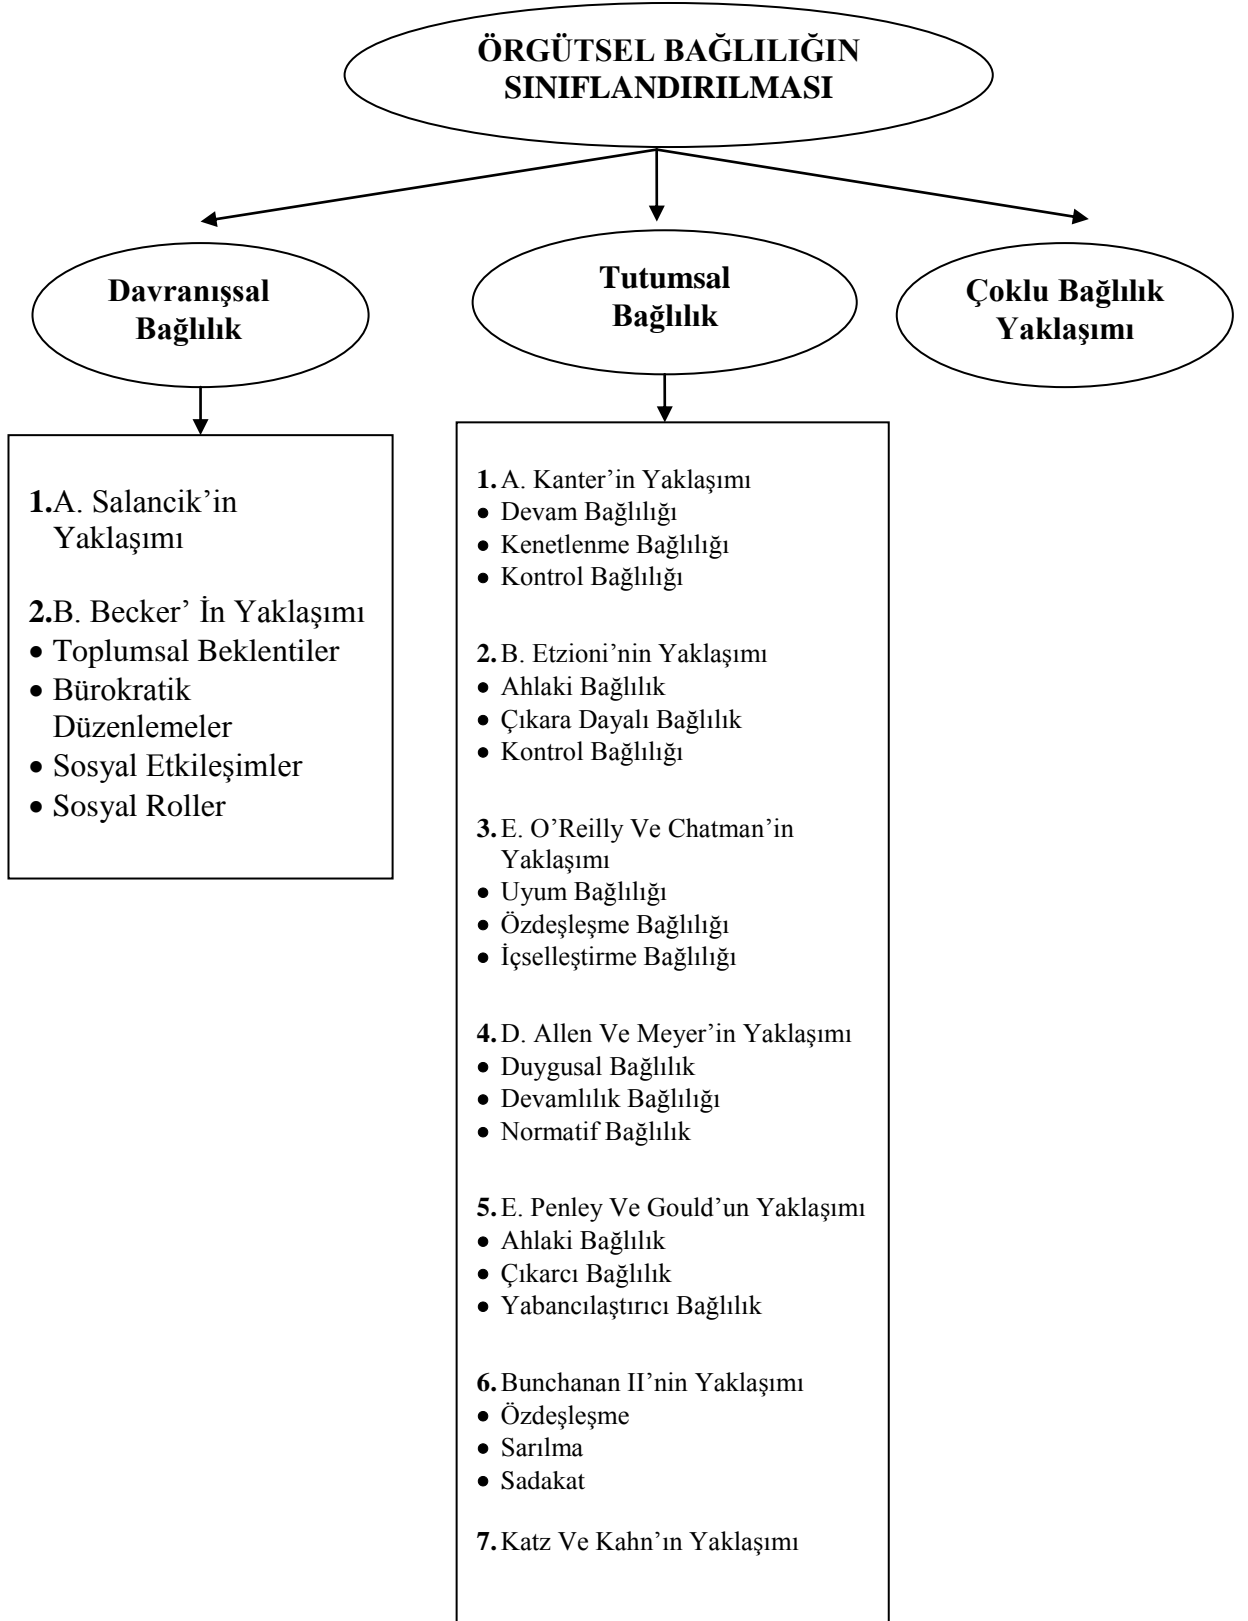 ÖRGÜTSEL BAĞLILIĞIN
SINIFLANDIRILMASI
Davranışsal
Bağlılık
Tutumsal
Bağlılık
Çoklu Bağlılık
Yaklaşımı
1.A. Salancik’in
Yaklaşımı
2.B. Becker’ İn Yaklaşımı
• Toplumsal Beklentiler
• Bürokratik
Düzenlemeler
• Sosyal Etkileşimler
• Sosyal Roller
1. A. Kanter’in Yaklaşımı
• Devam Bağlılığı
• Kenetlenme Bağlılığı
• Kontrol Bağlılığı
2. B. Etzioni’nin Yaklaşımı
• Ahlaki Bağlılık
• Çıkara Dayalı Bağlılık
• Kontrol Bağlılığı
3. E. O’Reilly Ve Chatman’in
Yaklaşımı
• Uyum Bağlılığı
• Özdeşleşme Bağlılığı
• İçselleştirme Bağlılığı
4. D. Allen Ve Meyer’in Yaklaşımı
• Duygusal Bağlılık
• Devamlılık Bağlılığı
• Normatif Bağlılık
5. E. Penley Ve Gould’un Yaklaşımı
• Ahlaki Bağlılık
• Çıkarcı Bağlılık
• Yabancılaştırıcı Bağlılık
6. Bunchanan II’nin Yaklaşımı
• Özdeşleşme
• Sarılma
• Sadakat
7. Katz Ve Kahn’ın Yaklaşımı